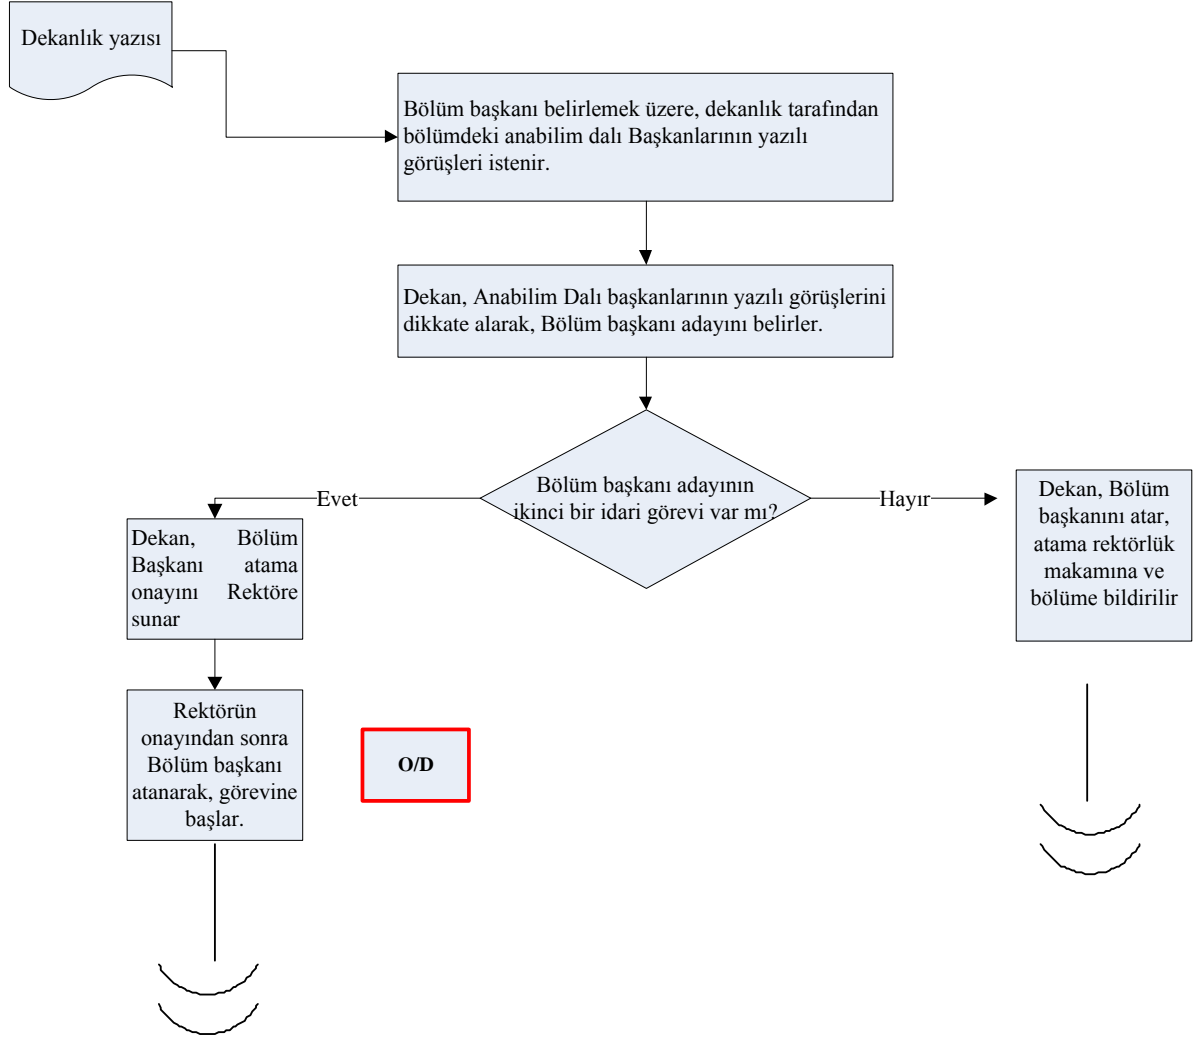 Dekanlık yazısı
Bölüm başkanı belirlemek üzere, dekanlık tarafından
bölümdeki anabilim dalı Başkanlarının yazılı
görüşleri istenir.
Dekan, Anabilim Dalı başkanlarının yazılı görüşlerini
dikkate alarak, Bölüm başkanı adayını belirler.
Bölüm başkanı adayının
ikinci bir idari görevi var mı?
Evet
Hayır
Dekan, Bölüm
Başkanı atama
onayını Rektöre
sunar
Dekan, Bölüm
başkanını atar,
atama rektörlük
makamına ve
bölüme bildirilir
Rektörün
onayından sonra
Bölüm başkanı
atanarak, görevine
başlar.
O/D